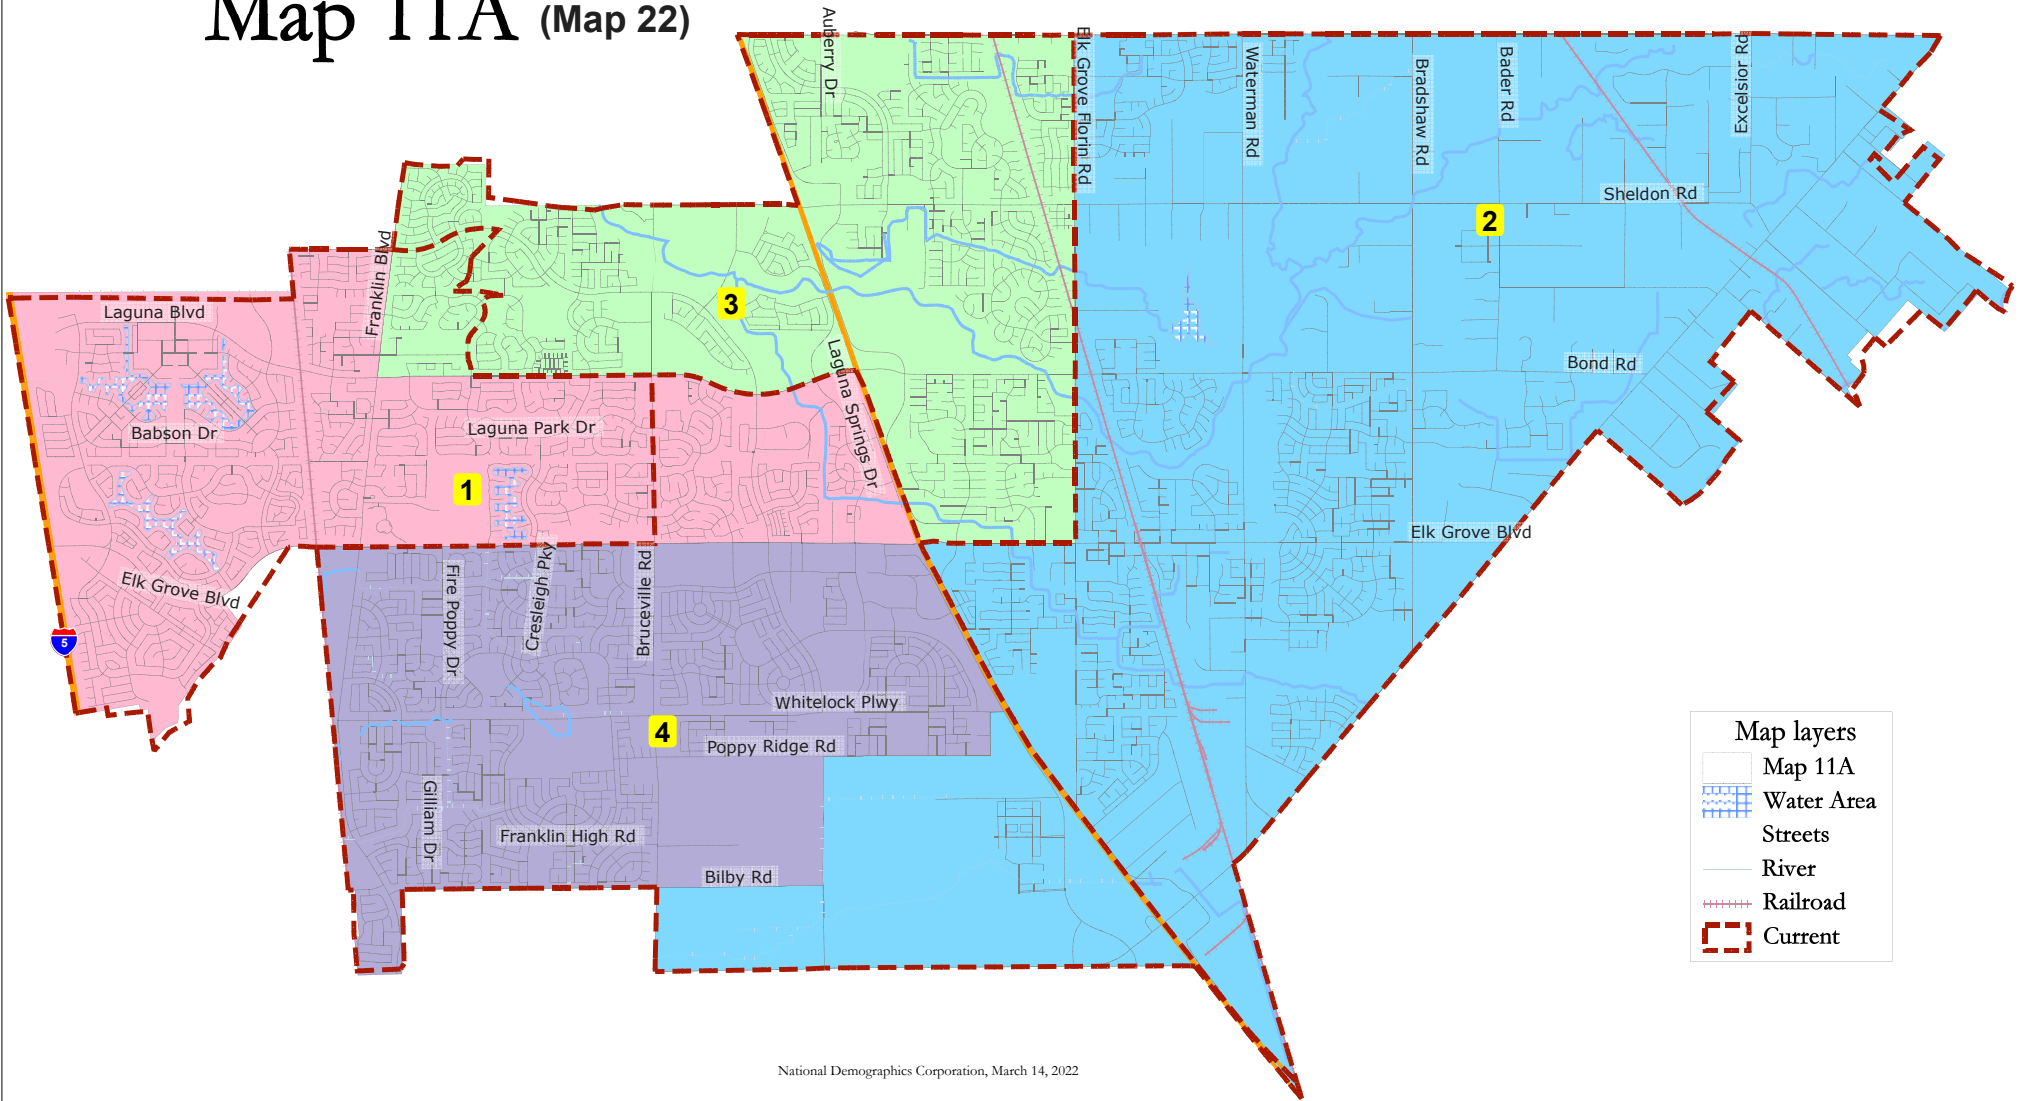 Map 11A (Map 22)
Auberry Dr
Elk Grove Florin Rd
Waterman Rd
Bradshaw Rd
Bader Rd
Excelsior Rd
Sheldon Rd
2
Franklin Blvd
Laguna Blvd
3
Laguna Springs Dr
Bond Rd
Babson Dr
Laguna Park Dr
1
Elk Grove Blvd
Elk Grove Blvd
Fire Poppy Dr
Cresleigh Pky
Bruceville Rd
5
Whitelock Plwy
4
Poppy Ridge Rd
Gilliam Dr
Franklin High Rd
Bilby Rd
Map layers
Map 11A
Water Area
Streets
River
Railroad
Current
National Demographics Corporation, March 14, 2022